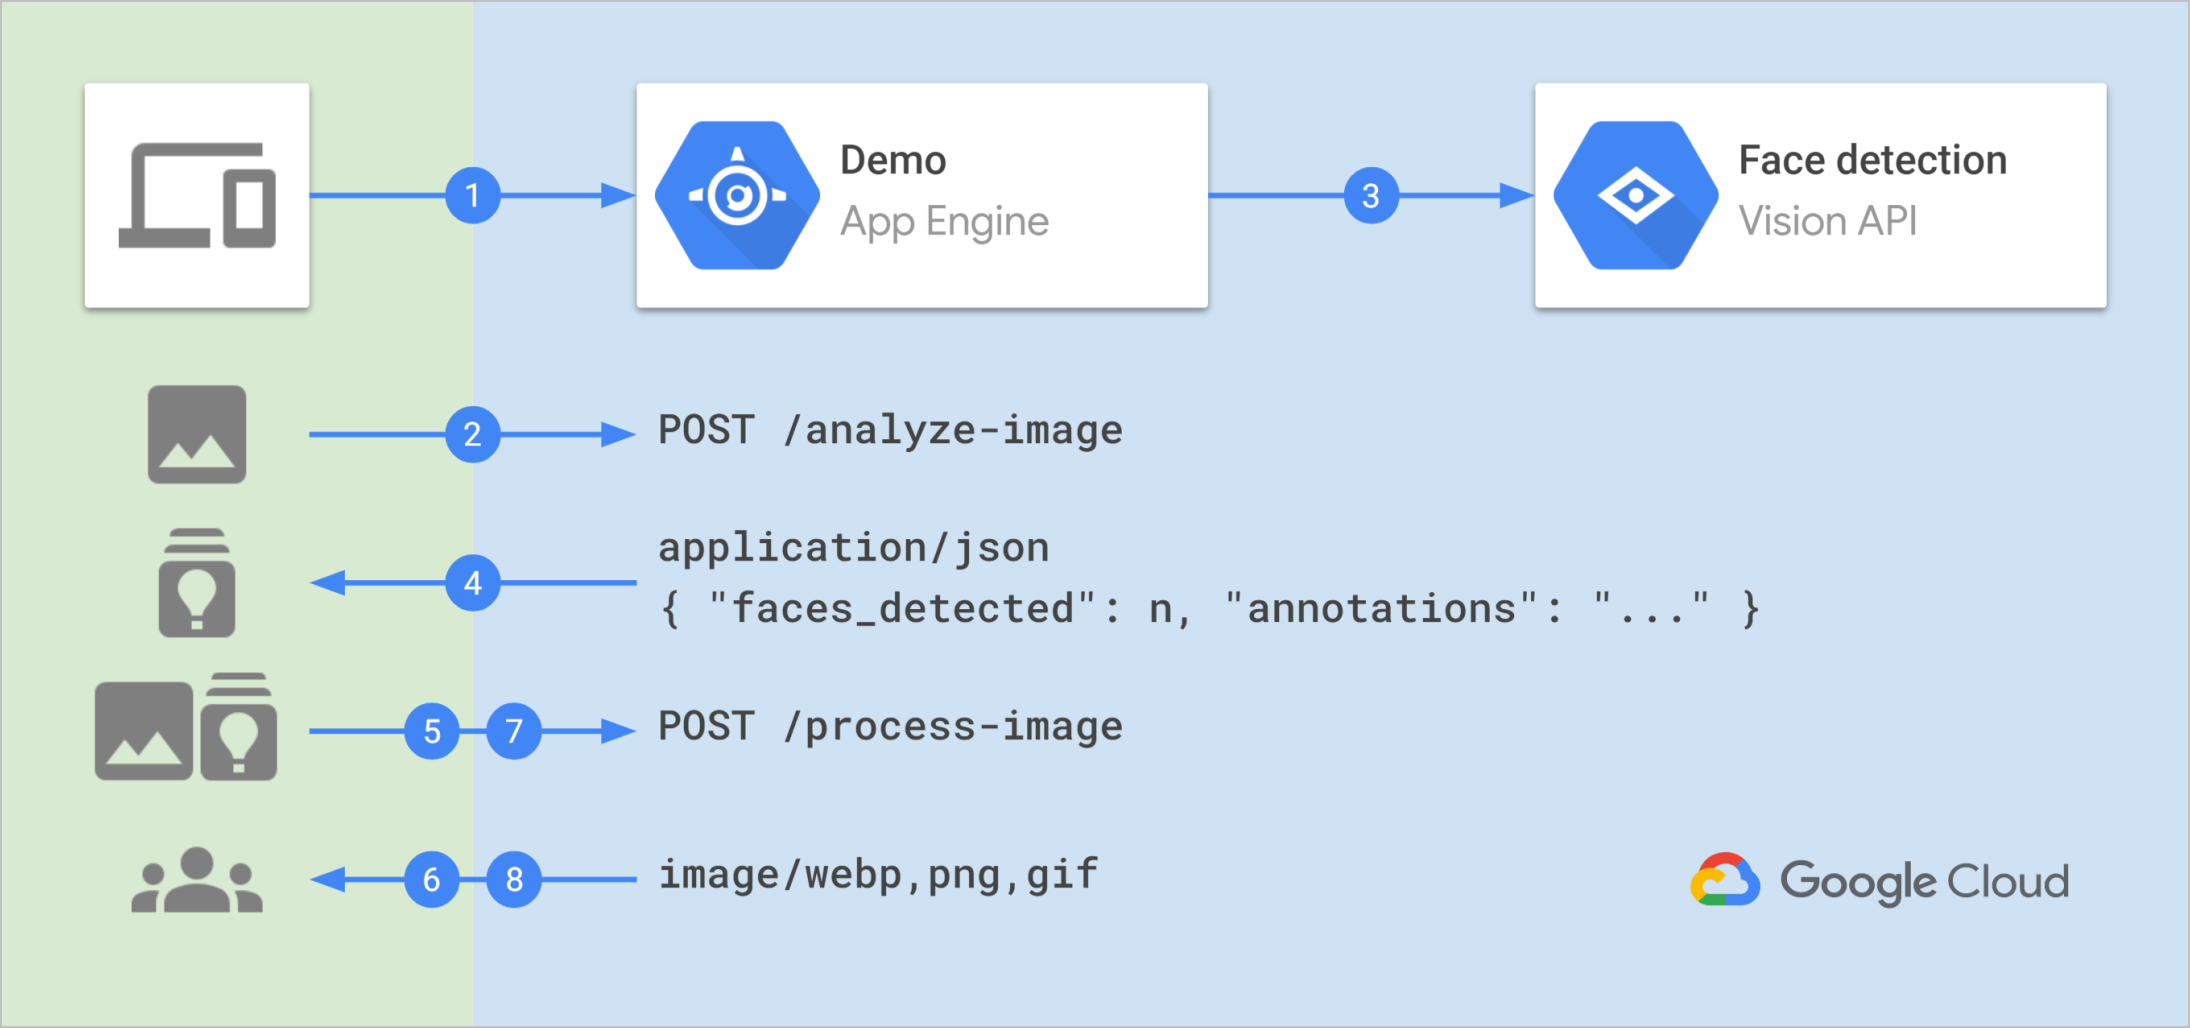 1
Demo
App Engine
3
Face detection
Vision API
2
POST /analyze-image
4
application/json
{ "faces_detected": n, "annotations": "..." }
5 7
POST /process-image
6 8
image/webp,png,gif
Google Cloud